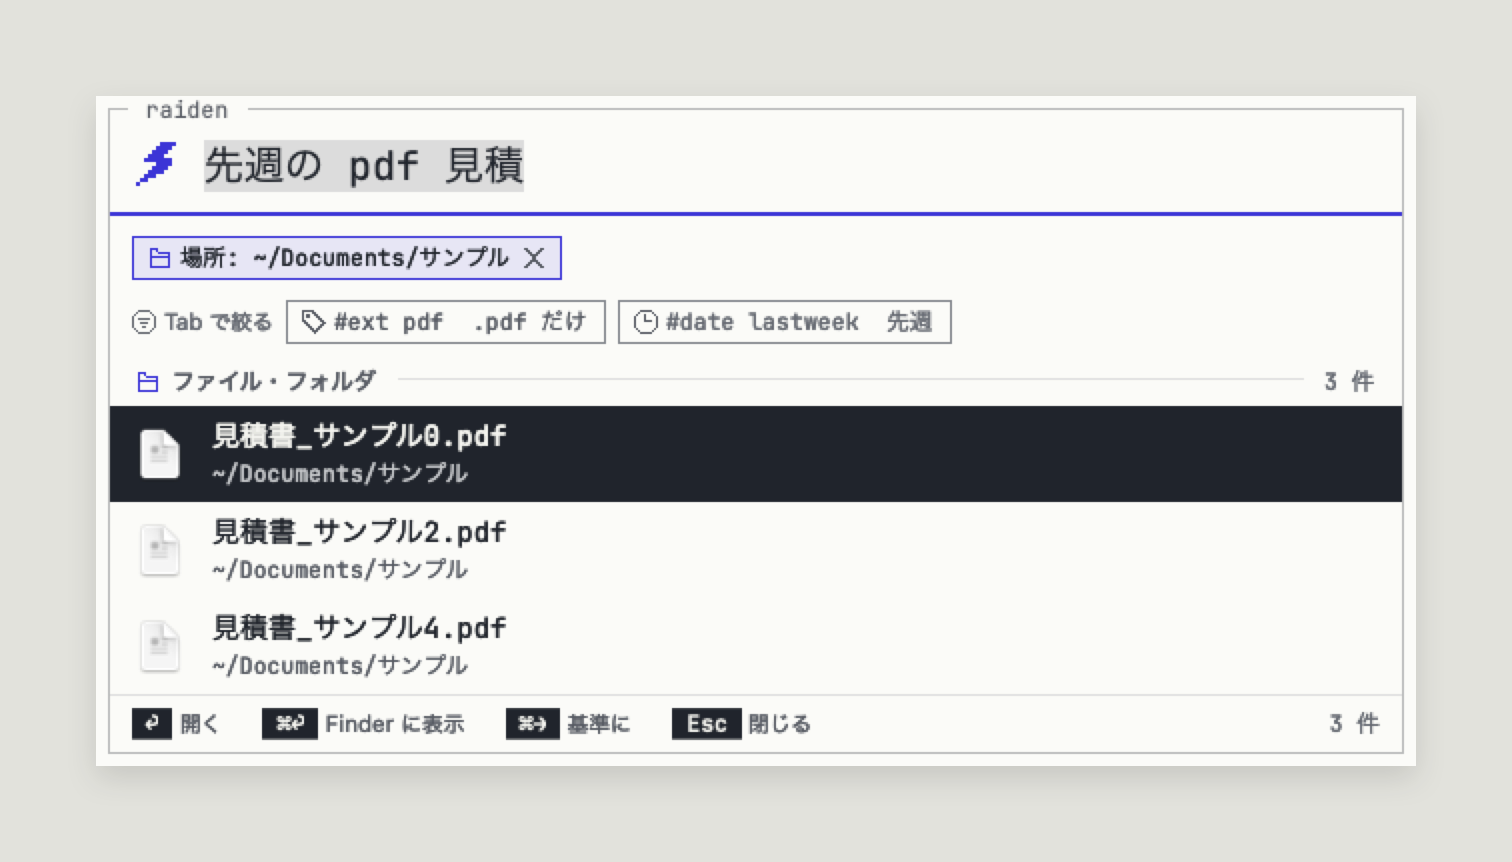 raiden
先週の pdf 見積
場所: ~/Documents/サンプル
Tab で絞る #ext pdf .pdf だけ #date lastweek 先週
ファイル・フォルダ 3 件
見積書_サンプル0.pdf
~/Documents/サンプル
見積書_サンプル2.pdf
~/Documents/サンプル
見積書_サンプル4.pdf
~/Documents/サンプル
⏎ 開く ⌘⏎ Finder に表示 ⌘→ 基準に Esc 閉じる 3 件